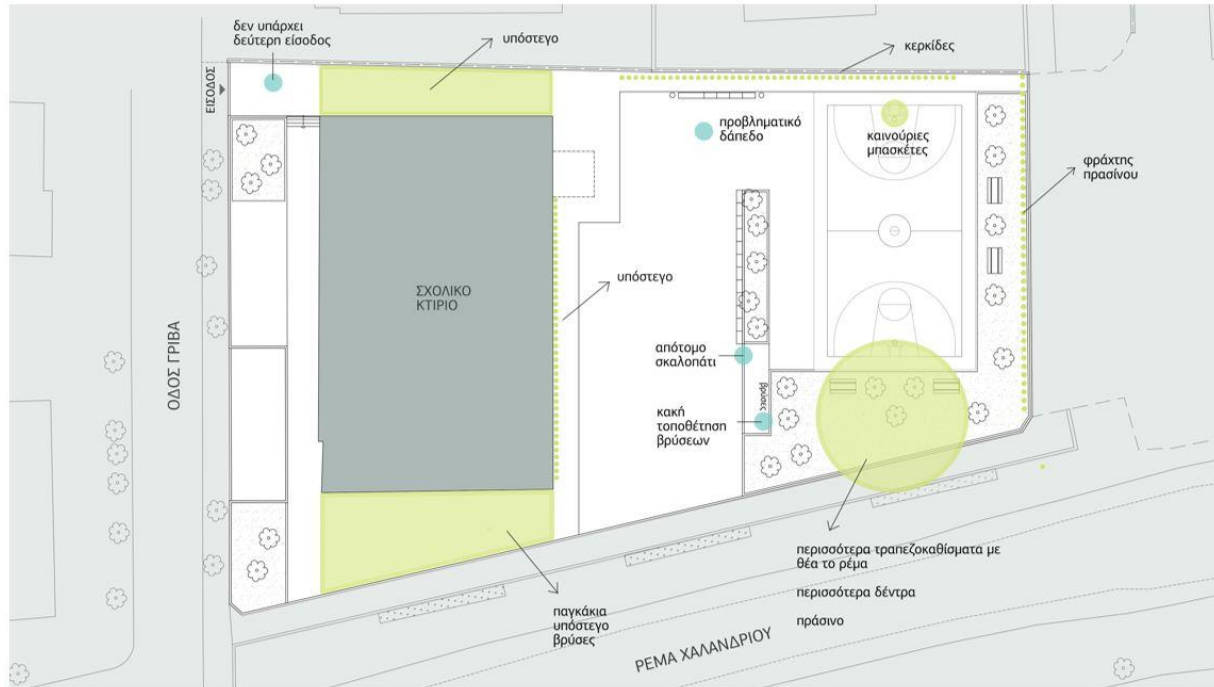 δεν υπάρχει
δεύτερη είσοδος
υπόστεγο
κερκίδες
ΕΙΣΟΔΟΣ
προβληματικό
δάπεδο
καινούριες
μπασκέτες
φράχτης
πρασίνου
ΣΧΟΛΙΚΟ
ΚΤΙΡΙΟ
υπόστεγο
ΟΔΟΣ ΓΡΙΒΑ
απότομο
σκαλοπάτι
βρύσες
κακή
τοποθέτηση
βρύσεων
περισσότερα τραπεζοκαθίσματα με
θέα το ρέμα
περισσότερα δέντρα
πράσινο
παγκάκια
υπόστεγο
βρύσες
ΡΕΜΑ ΧΑΛΑΝΔΡΙΟΥ